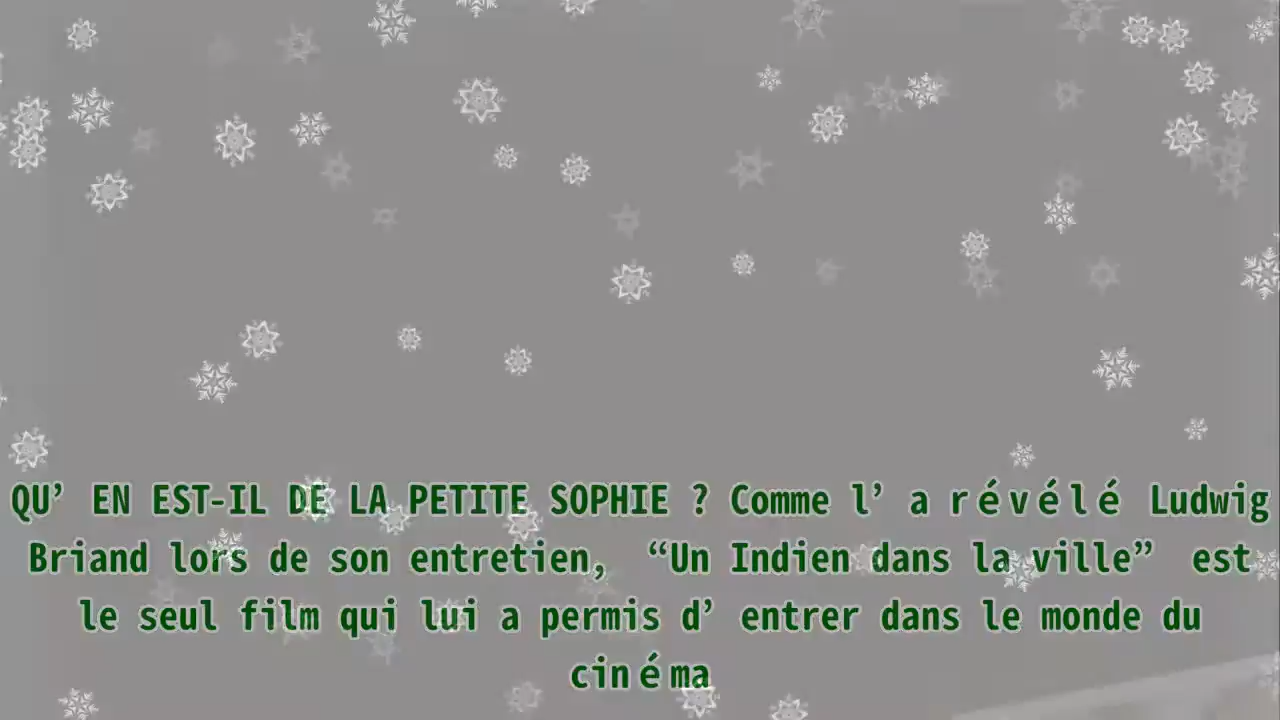 QU’ EN EST-IL DE LA PETITE SOPHIE ? Comme l’ a révélé Ludwig
Briand lors de son entretien, “Un Indien dans la ville” est
le seul film qui lui a permis d’ entrer dans le monde du
cinéma